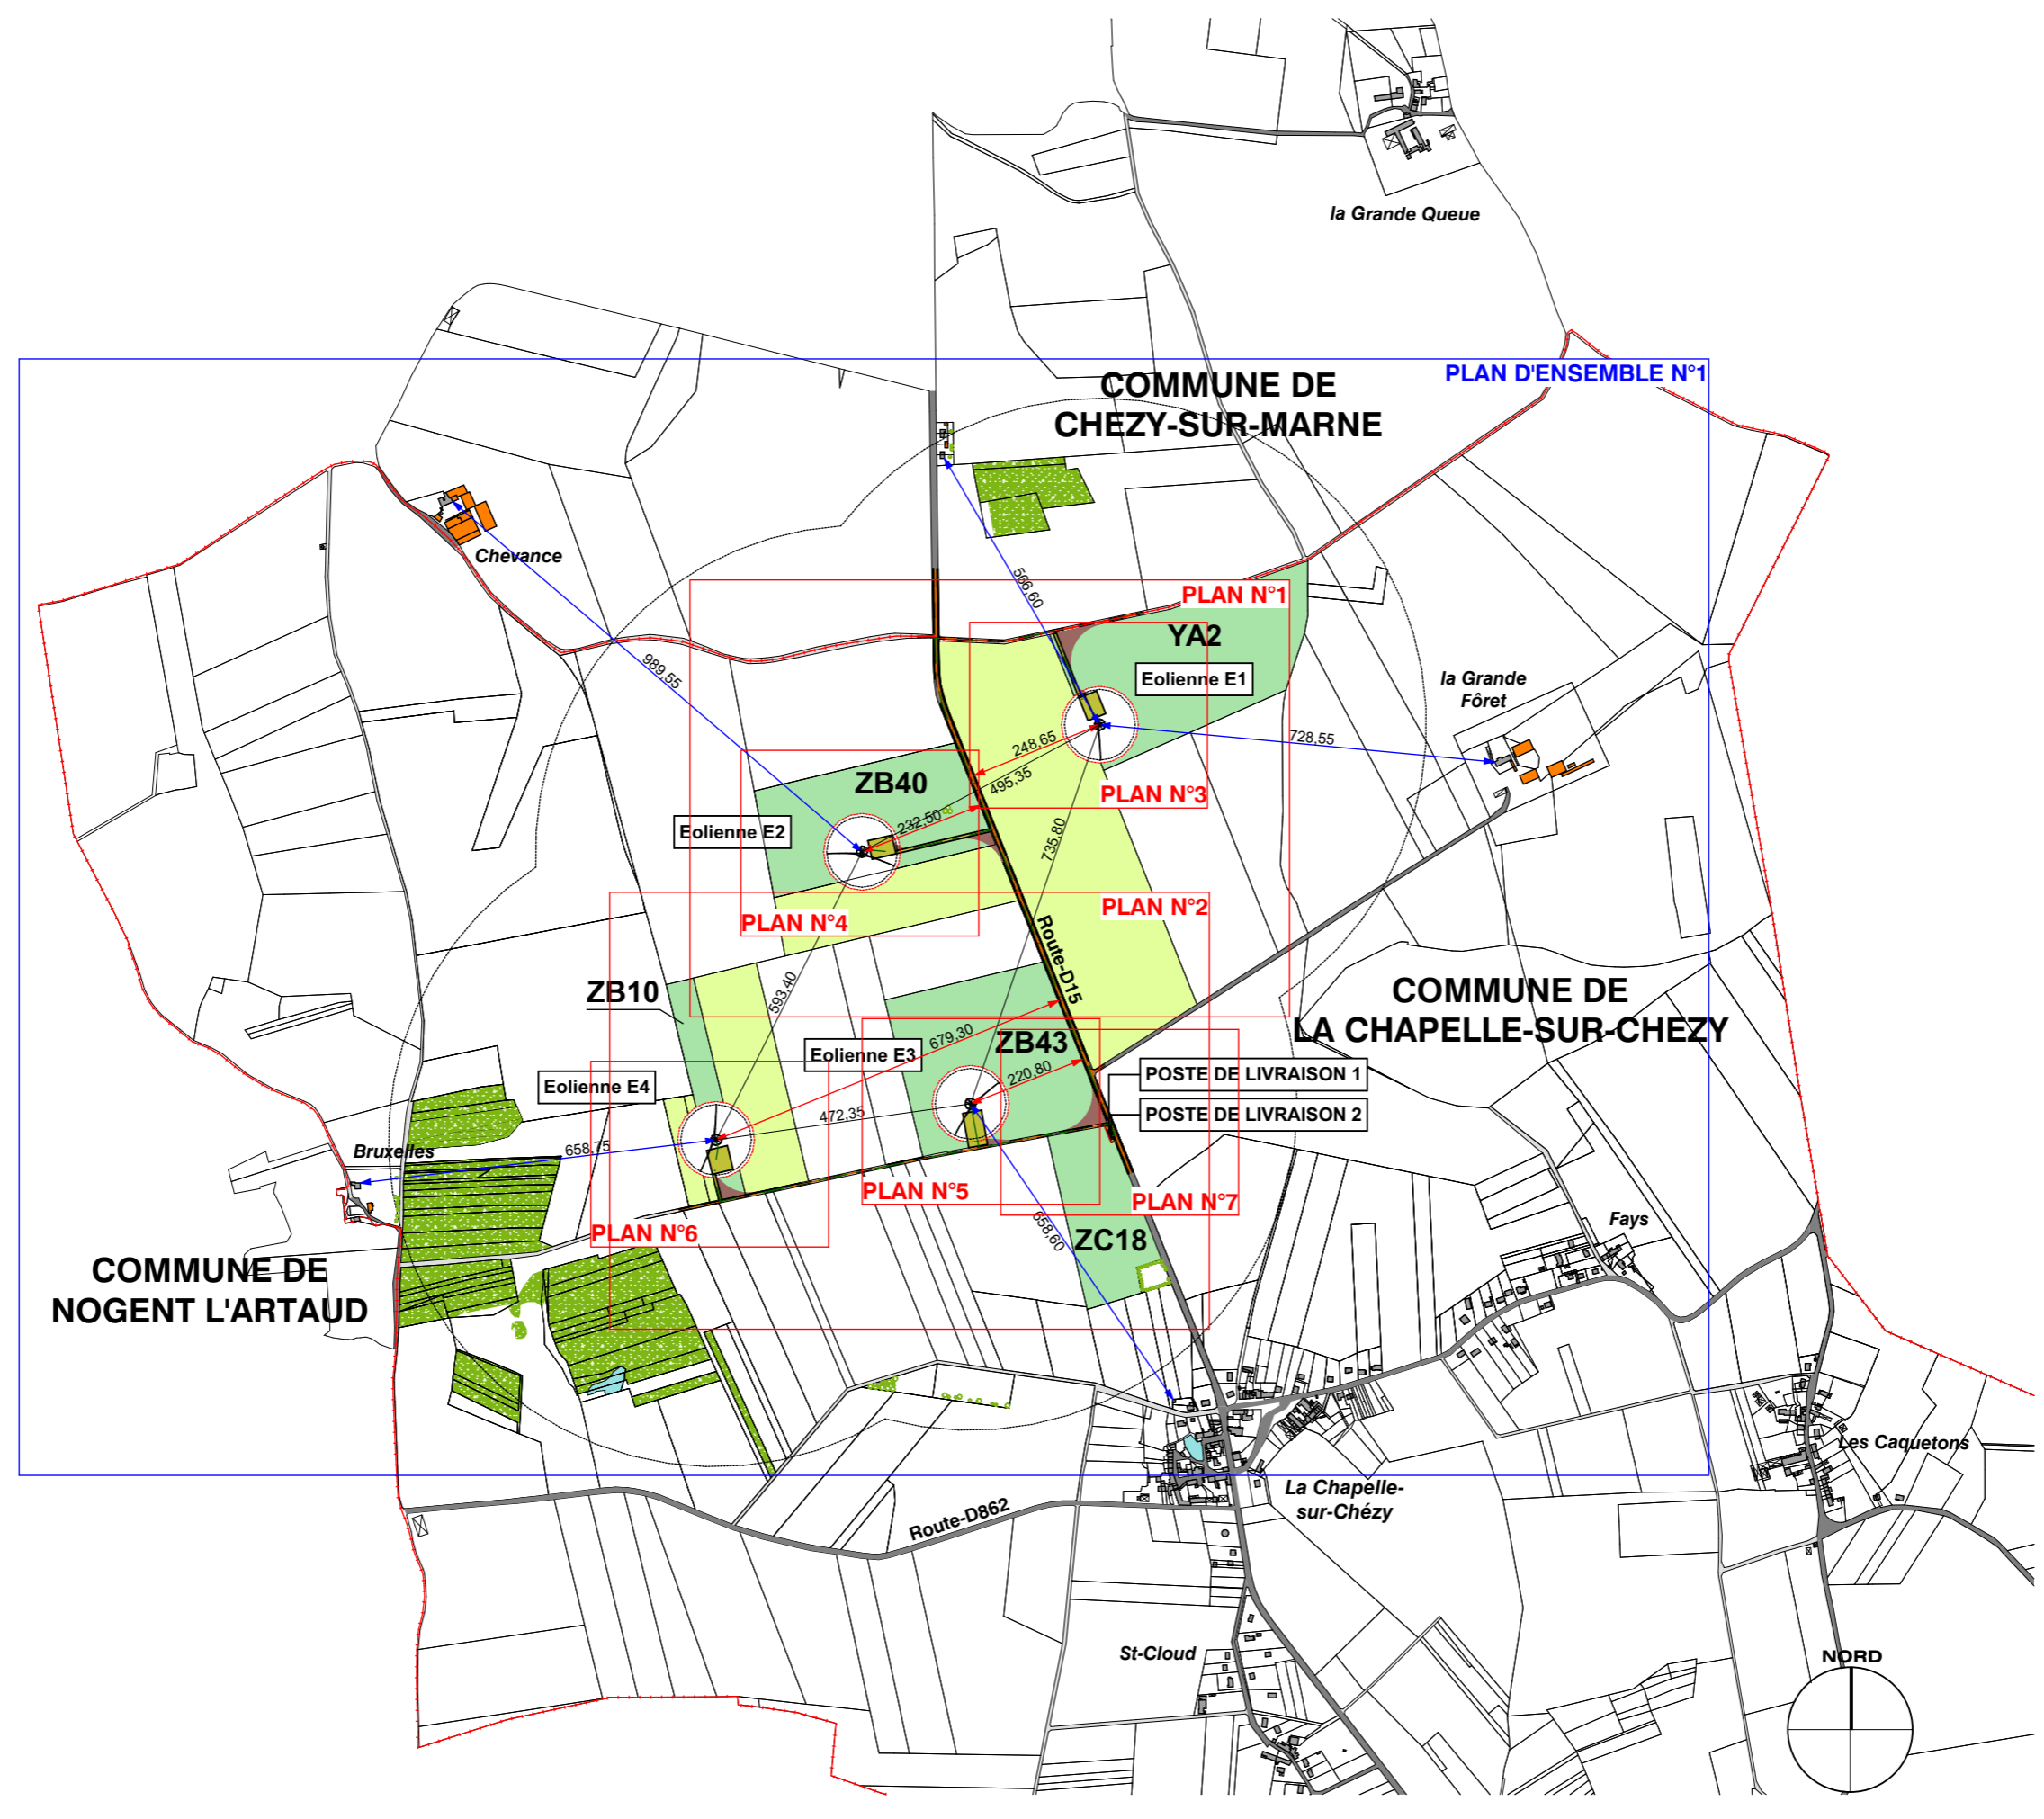 la Grande Queue
PLAN D'ENSEMBLE N°1
COMMUNE DE
CHEZY-SUR-MARNE
Chevance
566,60
PLAN N°1
YA2
989,55
Eolienne E1
la Grande
Fôret
728,55
248,65
ZB40
495,35
PLAN N°3
232,50
Eolienne E2
735,80
PLAN N°4
PLAN N°2
Route-D15
ZB10
593,40
COMMUNE DE
LA CHAPELLE-SUR-CHEZY
679,30
ZB43
Eolienne E3
220,80
POSTE DE LIVRAISON 1
Eolienne E4
POSTE DE LIVRAISON 2
472,35
Bruxelles
658,75
PLAN N°5
PLAN N°7
PLAN N°6
658,60
ZC18
Fays
COMMUNE DE
NOGENT L'ARTAUD
Les Caquetons
La Chapelle-
sur-Chézy
Route-D862
St-Cloud
NORD